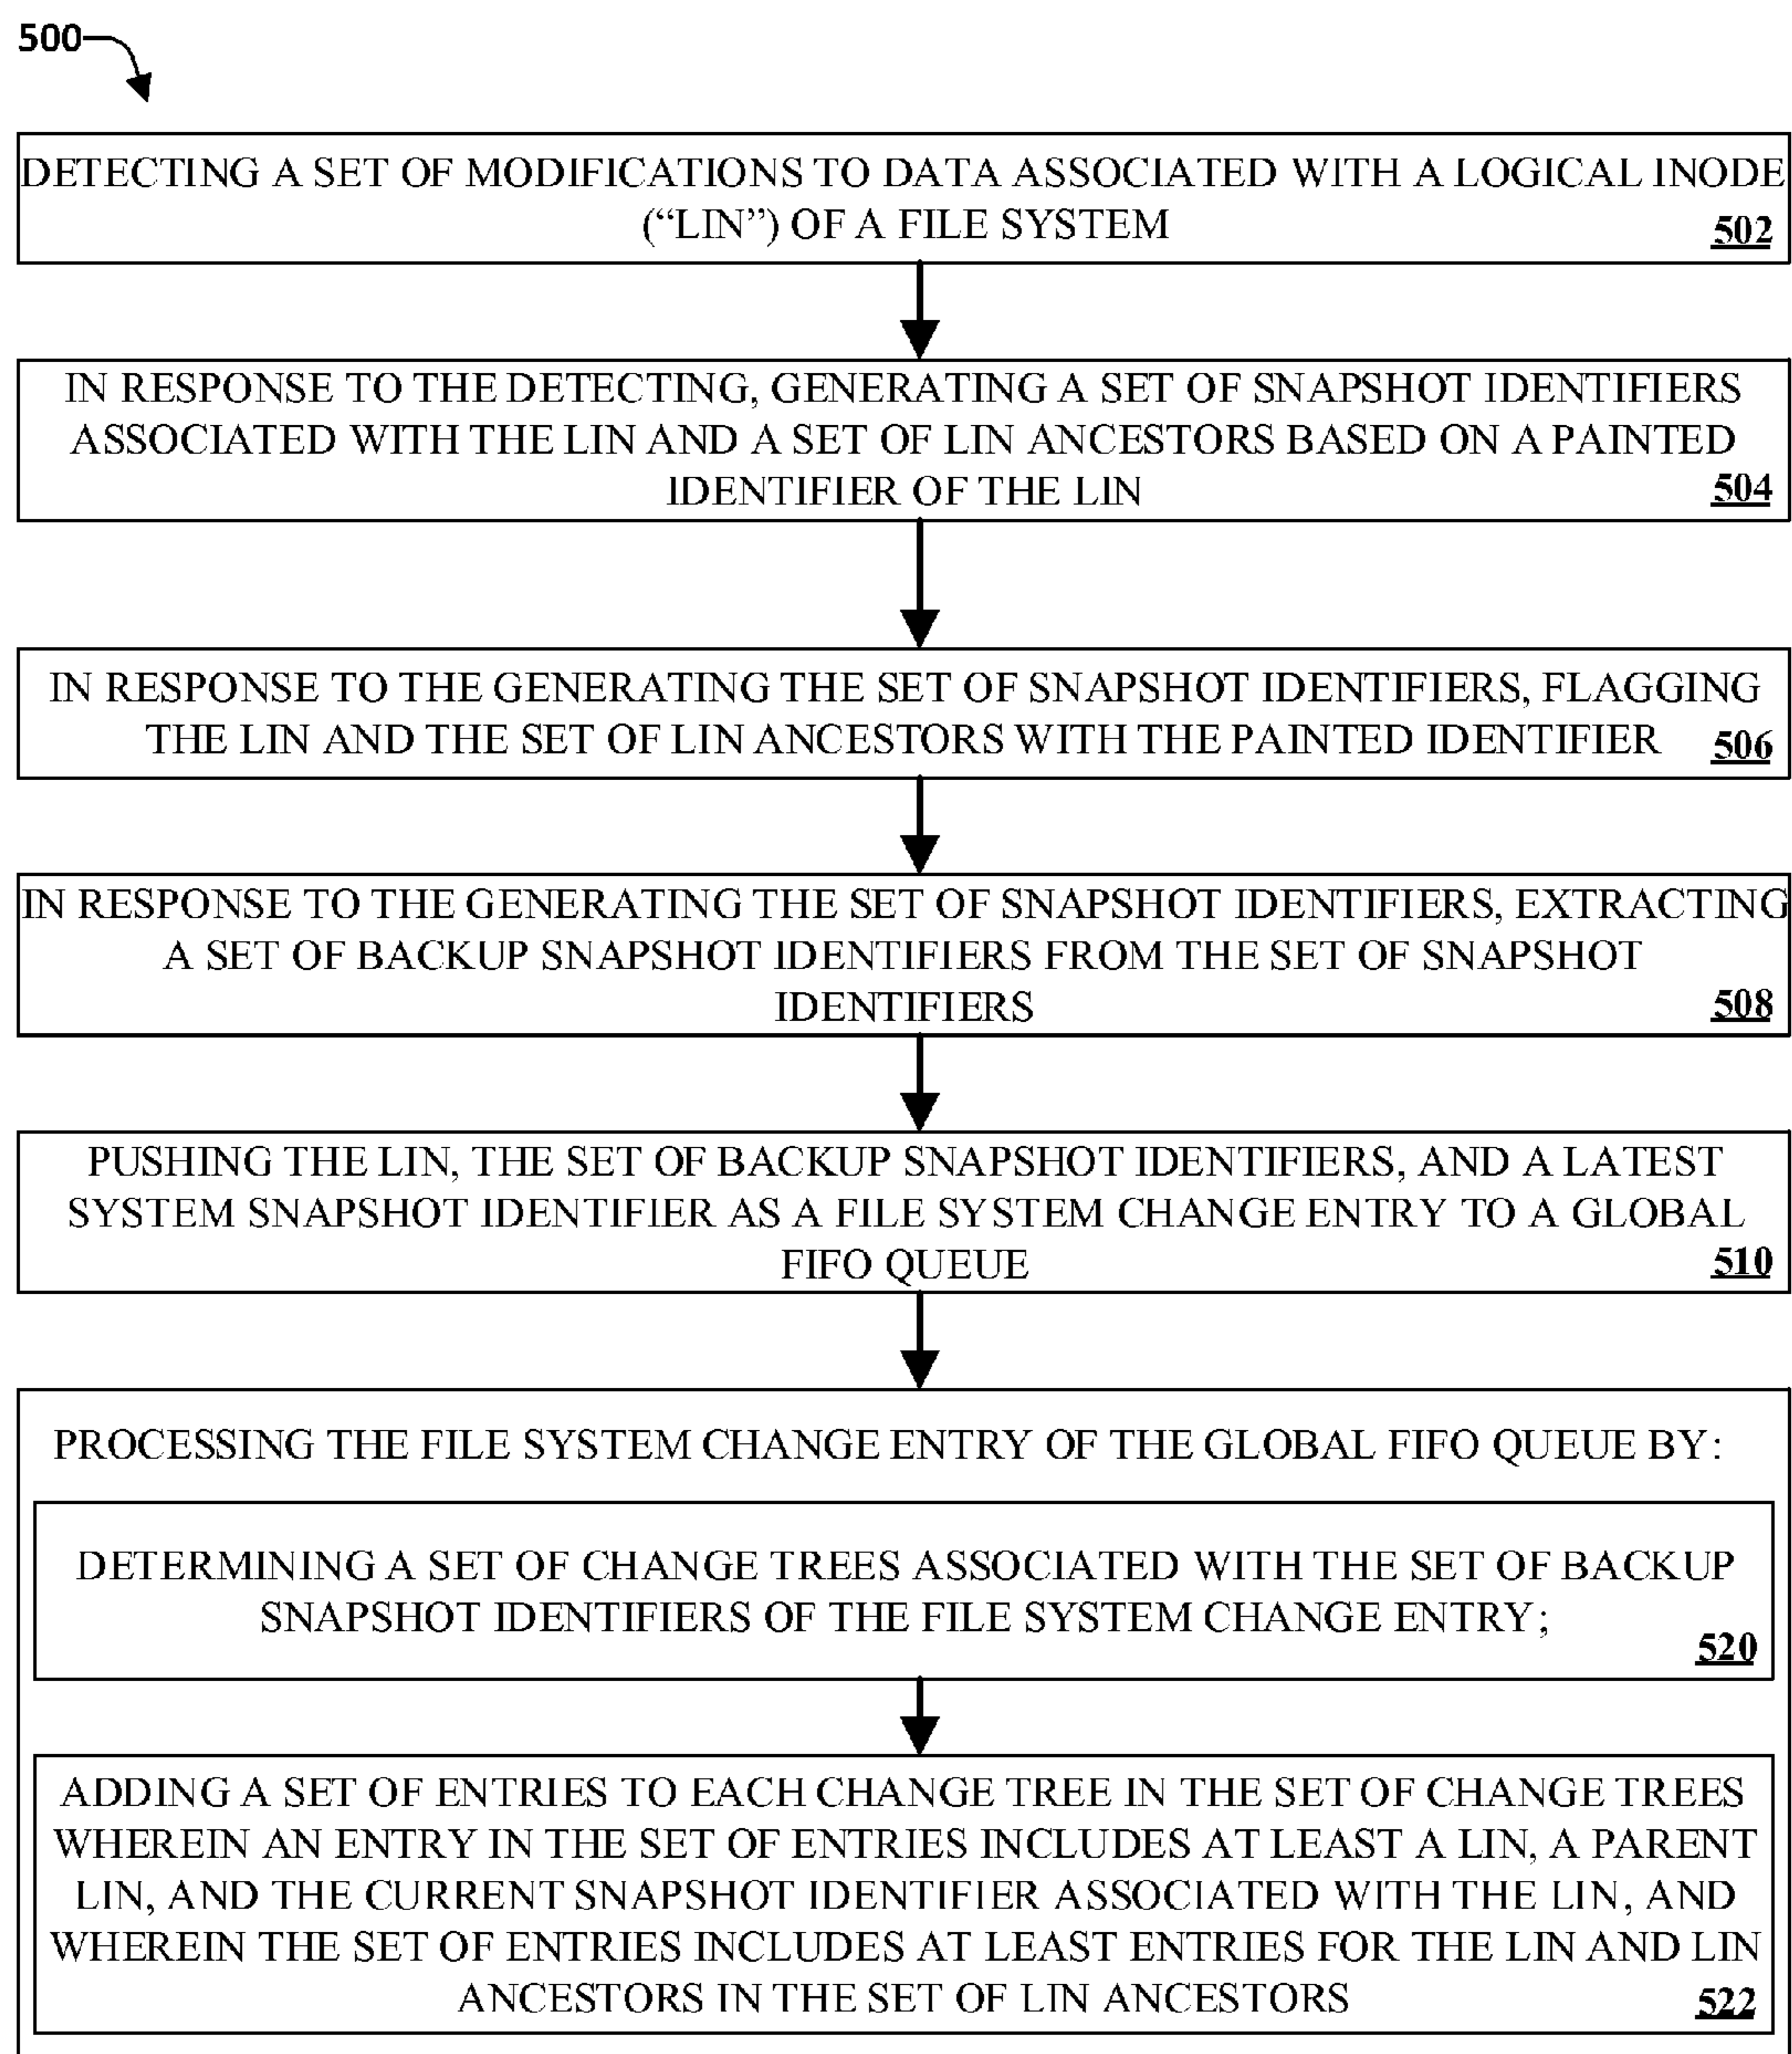 500
DETECTING A SET OF MODIFICATIONS TO DATA ASSOCIATED WITH A LOGICAL INODE
(“LIN”) OF A FILE SYSTEM
502
IN RESPONSE TO THE DETECTING, GENERATING A SET OF SNAPSHOT IDENTIFIERS
ASSOCIATED WITH THE LIN AND A SET OF LIN ANCESTORS BASED ON A PAINTED
IDENTIFIER OF THE LIN
504
IN RESPONSE TO THE GENERATING THE SET OF SNAPSHOT IDENTIFIERS, FLAGGING
THE LIN AND THE SET OF LIN ANCESTORS WITH THE PAINTED IDENTIFIER
506
IN RESPONSE TO THE GENERATING THE SET OF SNAPSHOT IDENTIFIERS, EXTRACTING
A SET OF BACKUP SNAPSHOT IDENTIFIERS FROM THE SET OF SNAPSHOT
IDENTIFIERS
508
PUSHING THE LIN, THE SET OF BACKUP SNAPSHOT IDENTIFIERS, AND A LATEST
SYSTEM SNAPSHOT IDENTIFIER AS A FILE SYSTEM CHANGE ENTRY TO A GLOBAL
FIFO QUEUE
510
PROCESSING THE FILE SYSTEM CHANGE ENTRY OF THE GLOBAL FIFO QUEUE BY:
DETERMINING A SET OF CHANGE TREES ASSOCIATED WITH THE SET OF BACKUP
SNAPSHOT IDENTIFIERS OF THE FILE SYSTEM CHANGE ENTRY;
520
ADDING A SET OF ENTRIES TO EACH CHANGE TREE IN THE SET OF CHANGE TREES
WHEREIN AN ENTRY IN THE SET OF ENTRIES INCLUDES AT LEAST A LIN, A PARENT
LIN, AND THE CURRENT SNAPSHOT IDENTIFIER ASSOCIATED WITH THE LIN, AND
WHEREIN THE SET OF ENTRIES INCLUDES AT LEAST ENTRIES FOR THE LIN AND LIN
ANCESTORS IN THE SET OF LIN ANCESTORS
522